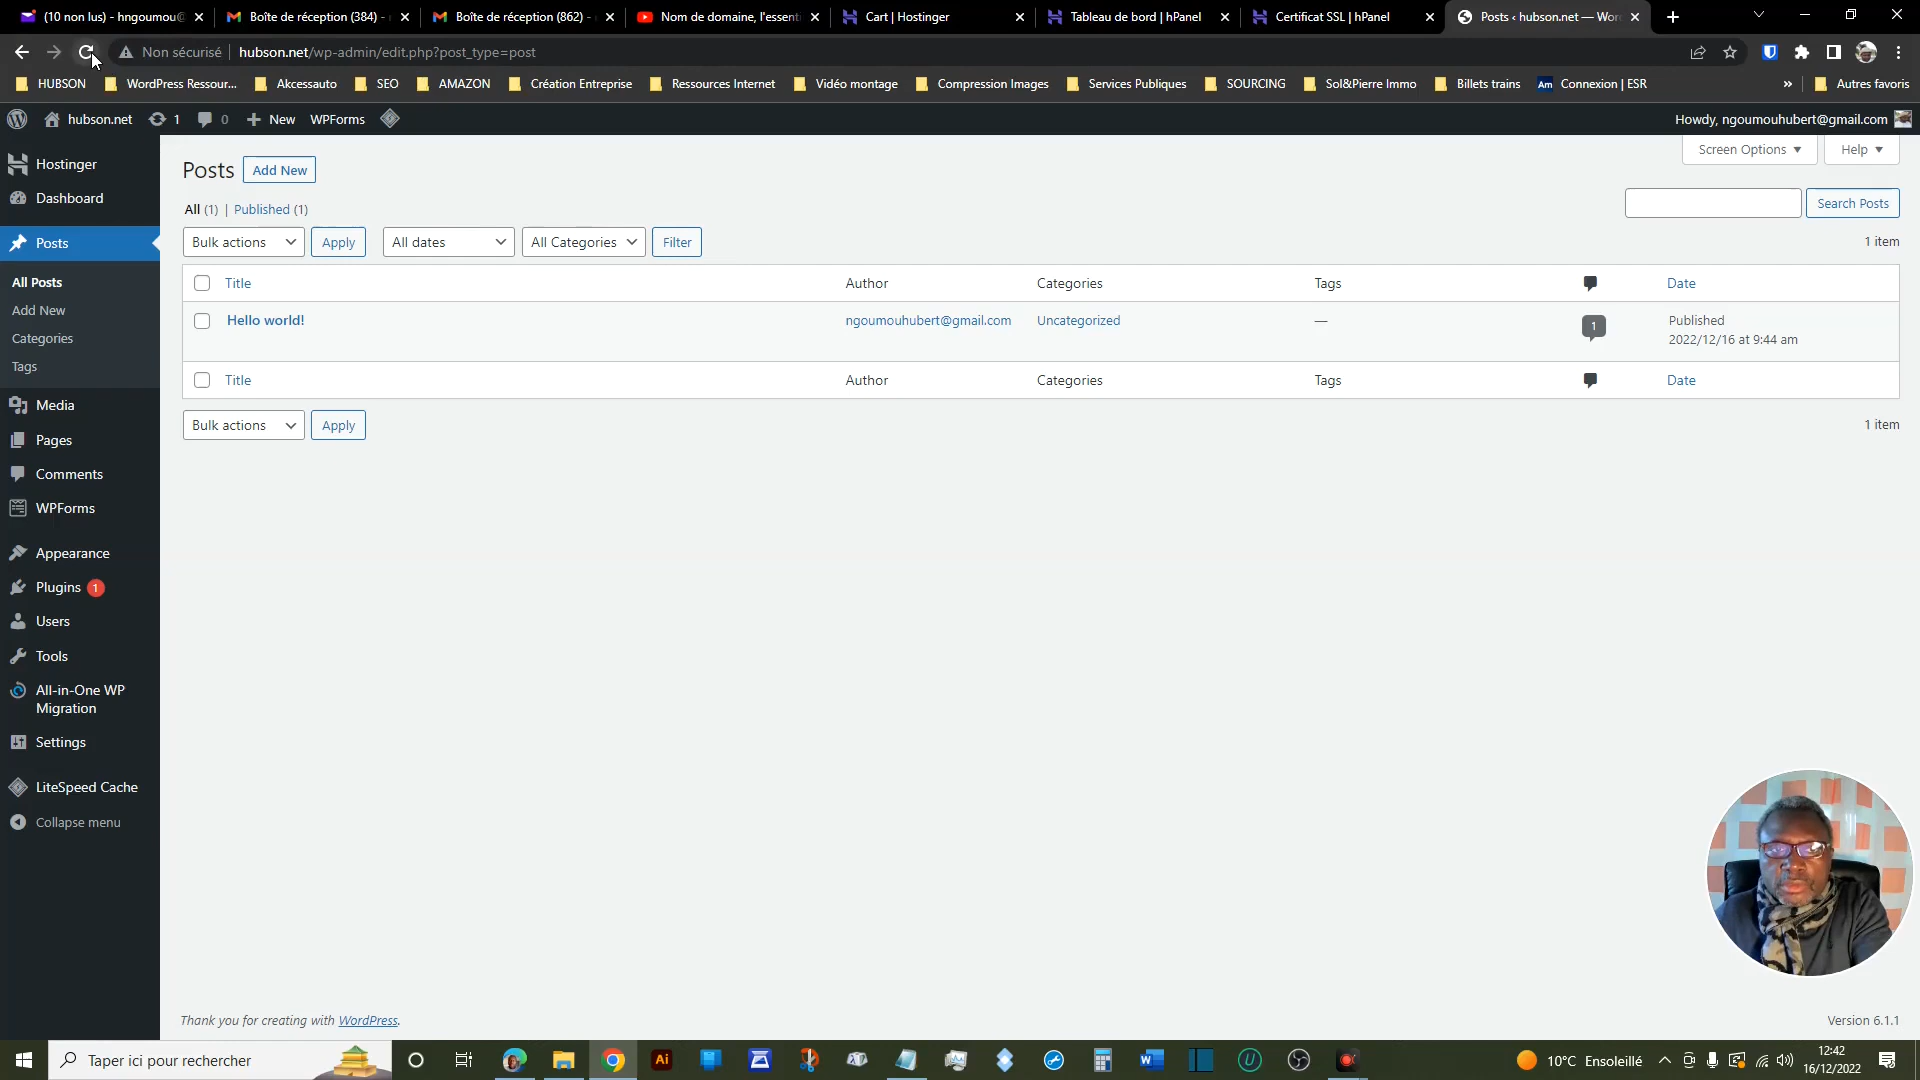 (10 non lus) - hngoumou@
Boîte de réception (384) -
Boîte de réception (862) -
Nom de domaine, l'essenti
Cart | Hostinger
Tableau de bord | hPanel
Certificat SSL | hPanel
Posts ‹ hubson.net — Wor
Non sécurisé
hubson.net/wp-admin/edit.php?post_type=post
HUBSON
WordPress Ressour...
Akcessauto
SEO
AMAZON
Création Entreprise
Ressources Internet
Vidéo montage
Compression Images
Services Publiques
SOURCING
Sol&Pierre Immo
Billets trains
Am
Connexion | ESR
»
Autres favoris
hubson.net
1
0
New
WPForms
Howdy, ngoumouhubert@gmail.com
Hostinger
Dashboard
Posts
All Posts
Add New
Categories
Tags
Media
Pages
Comments
WPForms
Appearance
Plugins 1
Users
Tools
All-in-One WP
Migration
Settings
LiteSpeed Cache
Collapse menu
Screen Options
Help
Posts
Add New
All (1) | Published (1)
Search Posts
Bulk actions
Apply
All dates
All Categories
Filter
1 item
Title
Author
Categories
Tags
Date
Hello world!
ngoumouhubert@gmail.com
Uncategorized
—
1
Published
2022/12/16 at 9:44 am
Title
Author
Categories
Tags
Date
Bulk actions
Apply
1 item
Thank you for creating with WordPress.
Version 6.1.1
Taper ici pour rechercher
Ai
10°C Ensoleillé
12:42
16/12/2022